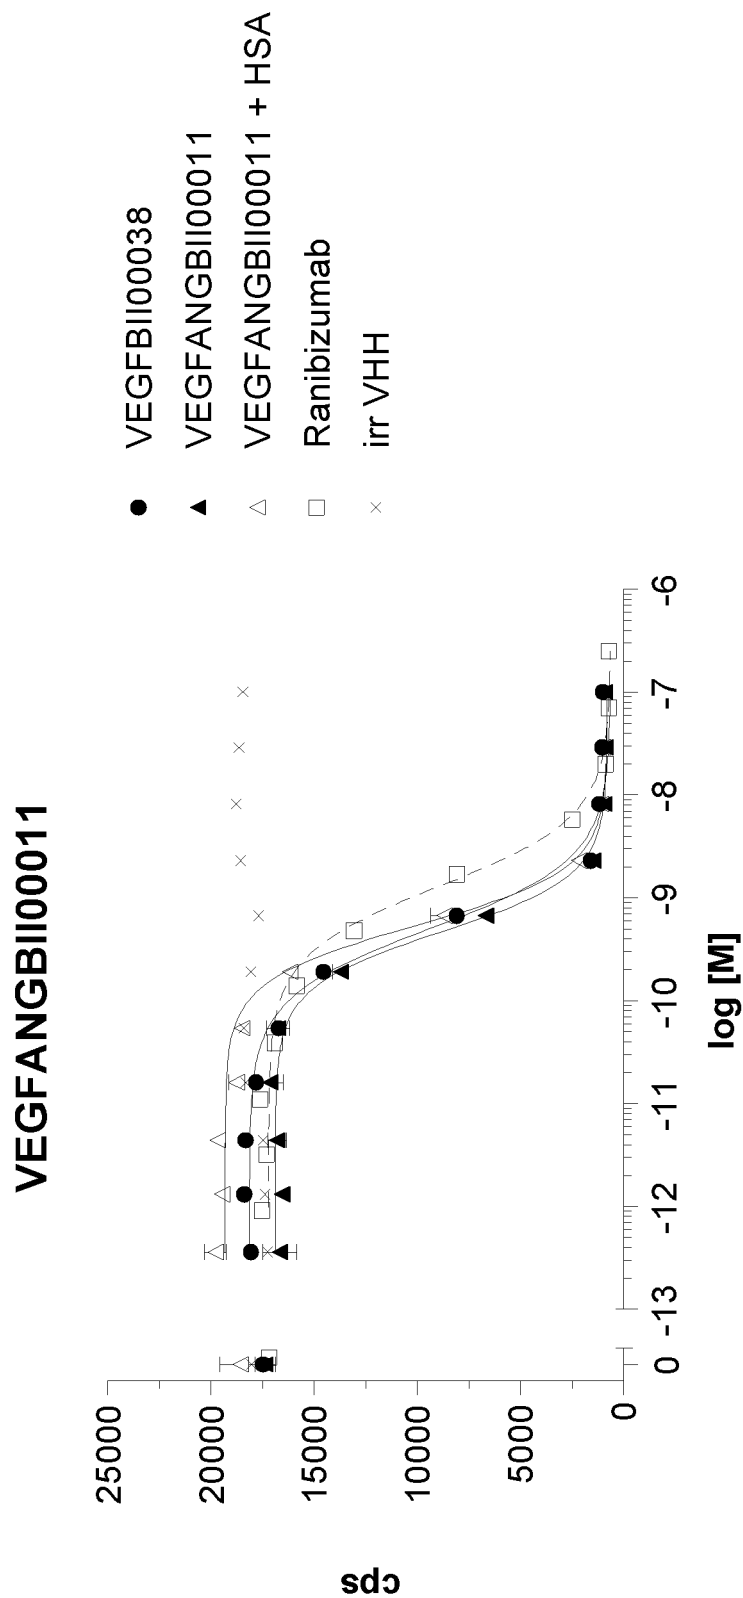 VEGFANGBII00011
cps
25000
20000
15000
10000
5000
0
0
-13
-12
-11
-10
-9
-8
-7
-6
log [M]
VEGFBII00038
VEGFANGBII00011
VEGFANGBII00011 + HSA
Ranibizumab
irr VHH